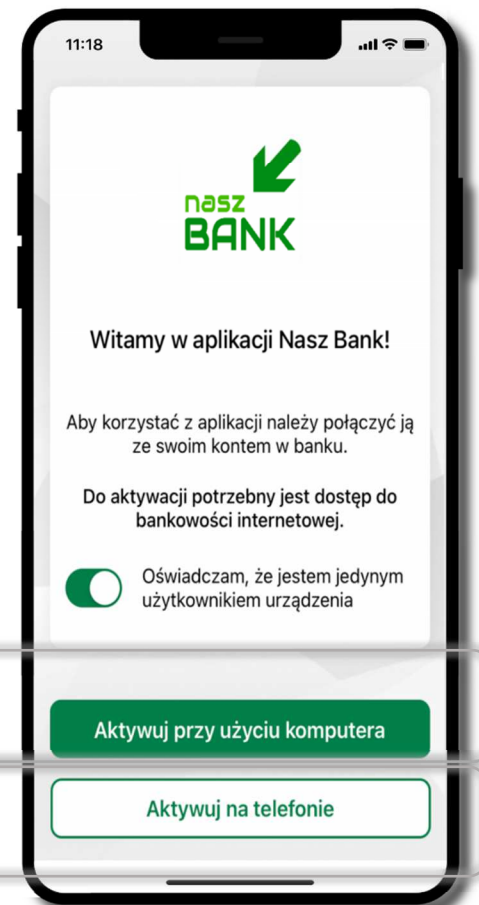 11:18
nasz
BANK
Witamy w aplikacji Nasz Bank!
Aby korzystać z aplikacji należy połączyć ją
ze swoim kontem w banku.
Do aktywacji potrzebny jest dostęp do
bankowości internetowej.
Oświadczam, że jestem jedynym
użytkownikiem urządzenia
Aktywuj przy użyciu komputera
Aktywuj na telefonie